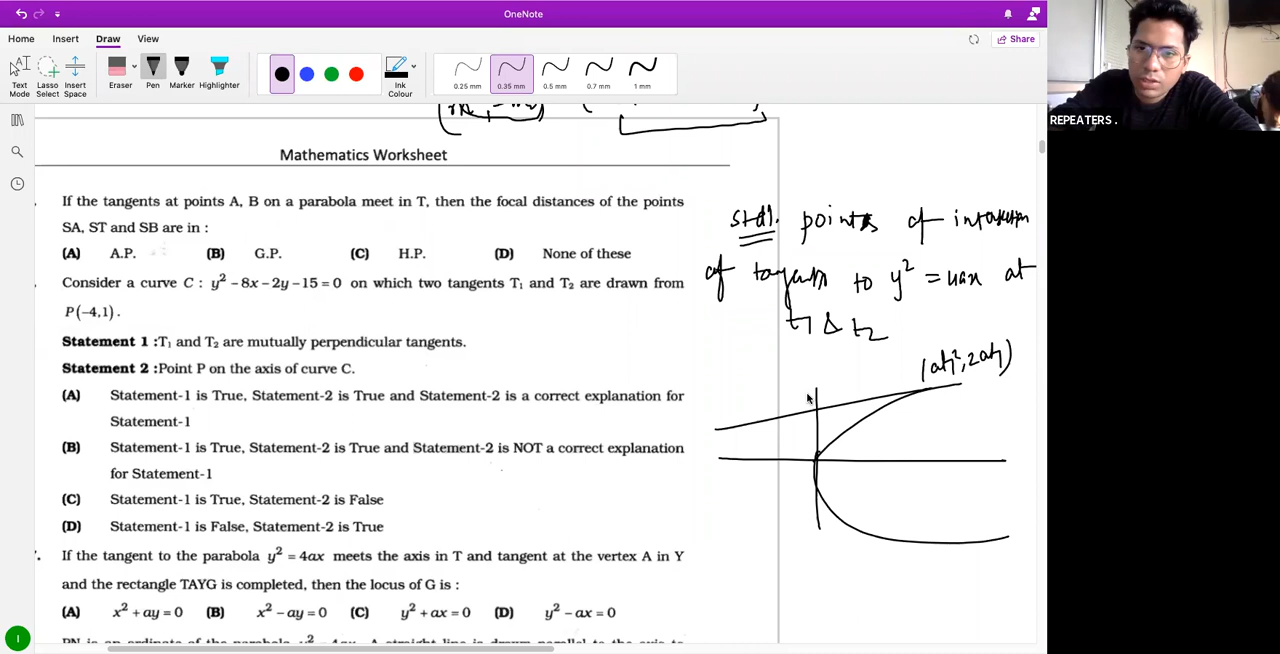 OneNote
Home Insert Draw View
Share
Text Mode
Lasso Select
Insert Space
Eraser
Pen
Marker
Highlighter
Ink Colour
0.25 mm 0.35 mm 0.5 mm 0.7 mm 1 mm
REPEATERS .
Mathematics Worksheet
If the tangents at points A, B on a parabola meet in T, then the focal distances of the points
SA, ST and SB are in :
(A) A.P. (B) G.P. (C) H.P. (D) None of these
Consider a curve C : y² − 8x − 2y − 15 = 0 on which two tangents T₁ and T₂ are drawn from
P(−4,1).
Statement 1 :T₁ and T₂ are mutually perpendicular tangents.
Statement 2 :Point P on the axis of curve C.
(A) Statement-1 is True, Statement-2 is True and Statement-2 is a correct explanation for
Statement-1
(B) Statement-1 is True, Statement-2 is True and Statement-2 is NOT a correct explanation
for Statement-1
(C) Statement-1 is True, Statement-2 is False
(D) Statement-1 is False, Statement-2 is True
. If the tangent to the parabola y² = 4ax meets the axis in T and tangent at the vertex A in Y
and the rectangle TAYG is completed, then the locus of G is :
(A) x² + ay = 0 (B) x² − ay = 0 (C) y² + ax = 0 (D) y² − ax = 0
Std1. points of
of tangents to y² = 4ax at
t1 & t2
(at₁², 2at₁)
I